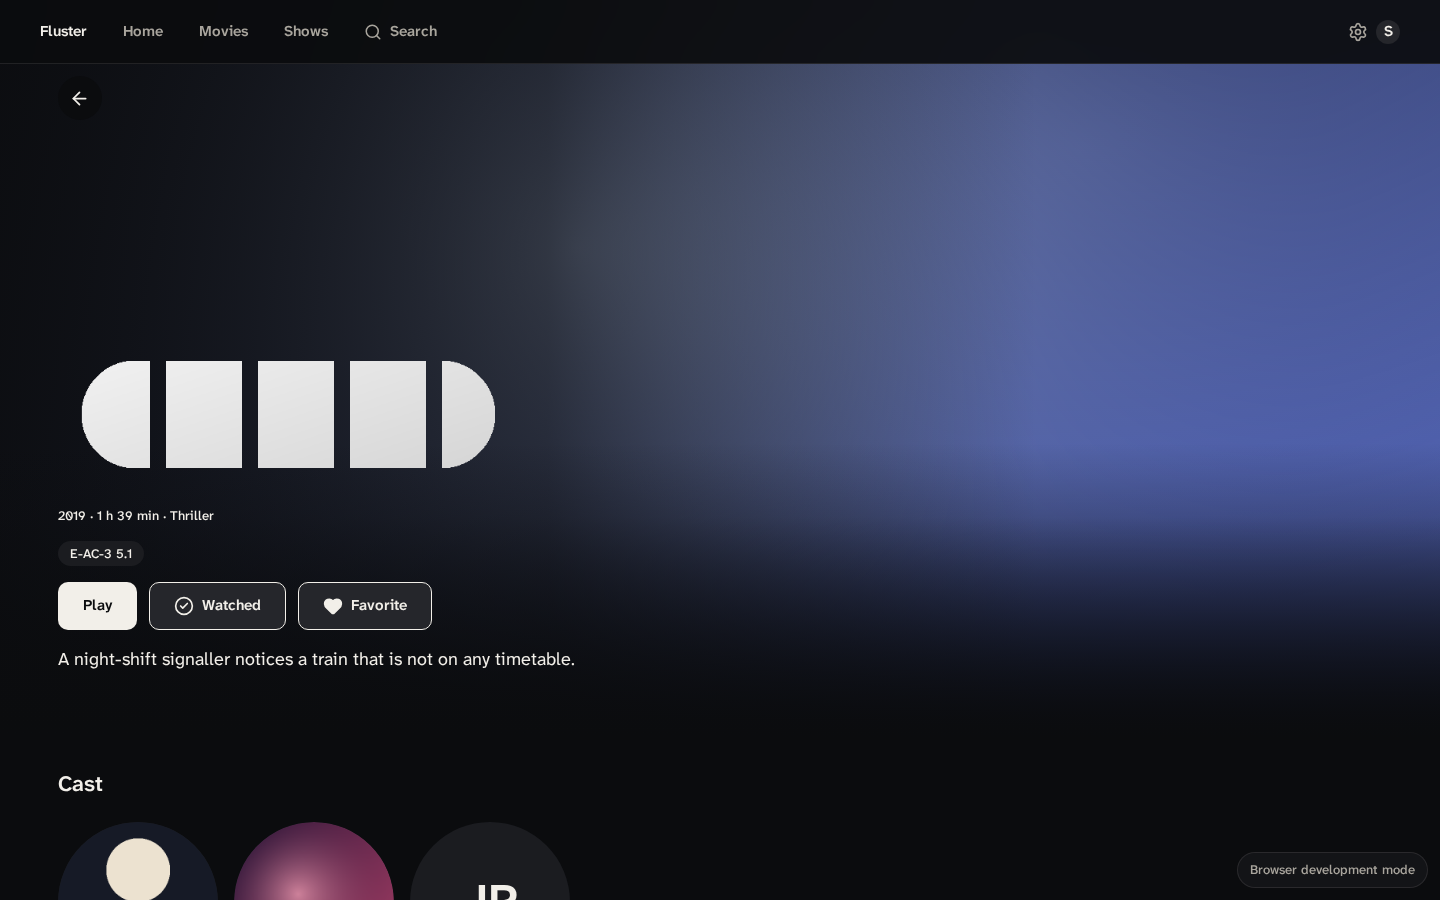 Fluster Home Movies Shows Search S
2019 · 1 h 39 min · Thriller
E-AC-3 5.1
Play Watched Favorite
A night-shift signaller notices a train that is not on any timetable.
Cast
Browser development mode